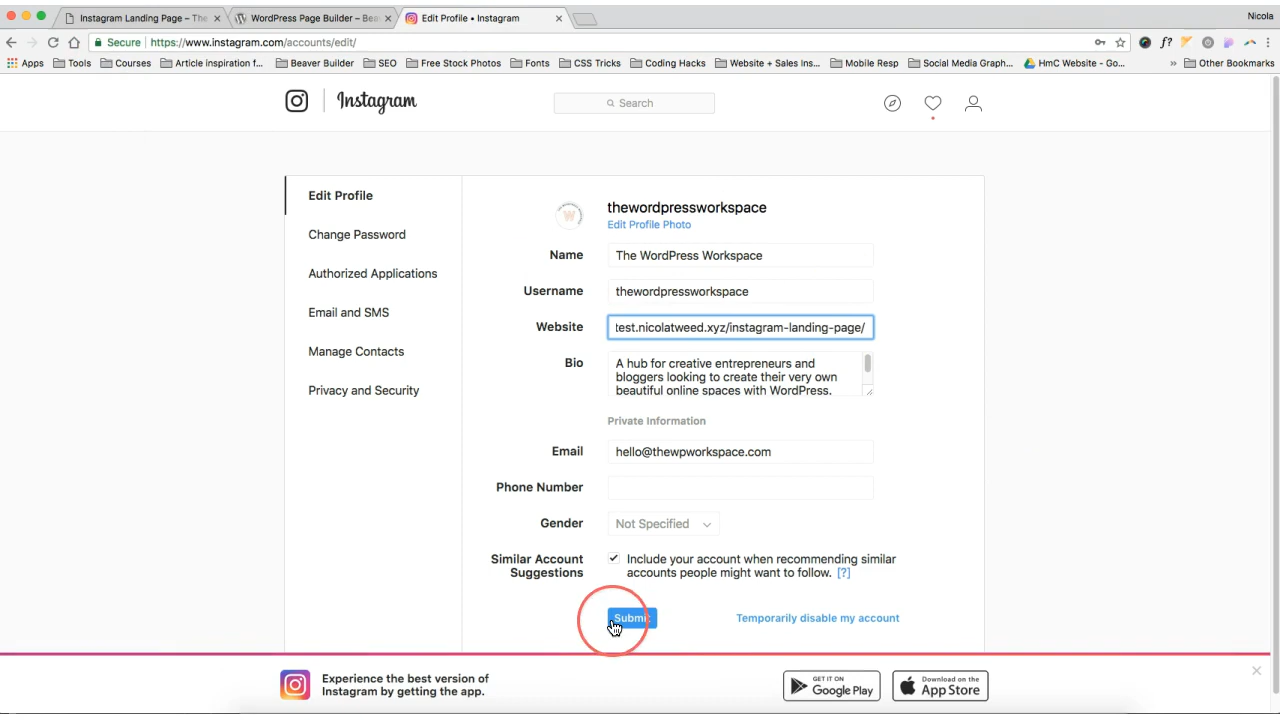 Instagram Landing Page – The
WordPress Page Builder – Bea
Edit Profile • Instagram
Nicola
Secure
https://www.instagram.com/accounts/edit/
f?
Apps
Tools
Courses
Article inspiration f...
Beaver Builder
SEO
Free Stock Photos
Fonts
CSS Tricks
Coding Hacks
Website + Sales ins...
Mobile Resp
Social Media Graph...
HmC Website - Go...
»
Other Bookmarks
Instagram
Search
Edit Profile
Change Password
Authorized Applications
Email and SMS
Manage Contacts
Privacy and Security
W
thewordpressworkspace
Edit Profile Photo
Name
The WordPress Workspace
Username
thewordpressworkspace
Website
test.nicolatweed.xyz/instagram-landing-page/
Bio
A hub for creative entrepreneurs and
bloggers looking to create their very own
beautiful online spaces with WordPress.
Private Information
Email
hello@thewpworkspace.com
Phone Number
Gender
Not Specified
Similar Account
Suggestions
Include your account when recommending similar
accounts people might want to follow. [?]
Submit
Temporarily disable my account
Experience the best version of
Instagram by getting the app.
GET IT ON
Google Play
Download on the
App Store